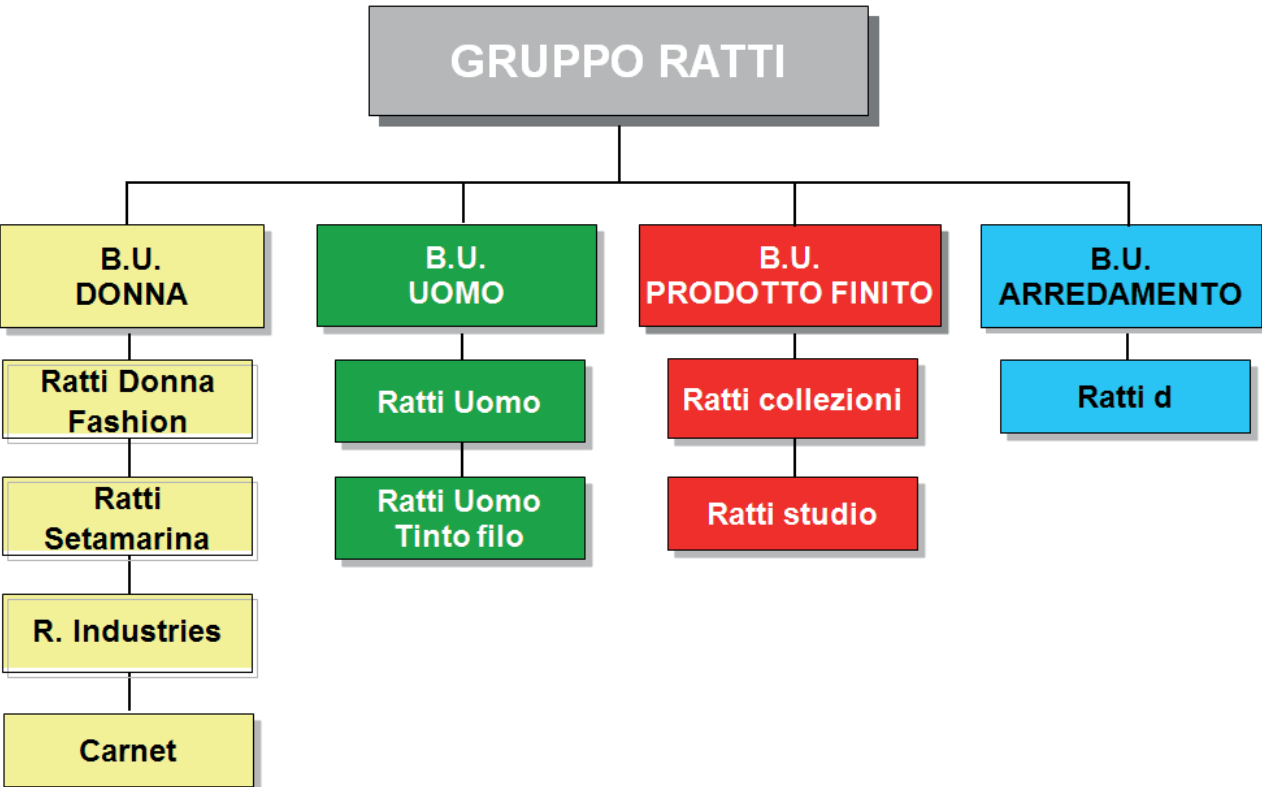 GRUPPO RATTI
B.U.
DONNA
Ratti Donna
Fashion
Ratti
Setamarina
R. Industries
Carnet
B.U.
UOMO
Ratti Uomo
Ratti Uomo
Tinto filo
B.U.
PRODOTTO FINITO
Ratti collezioni
Ratti studio
B.U.
ARREDAMENTO
Ratti d